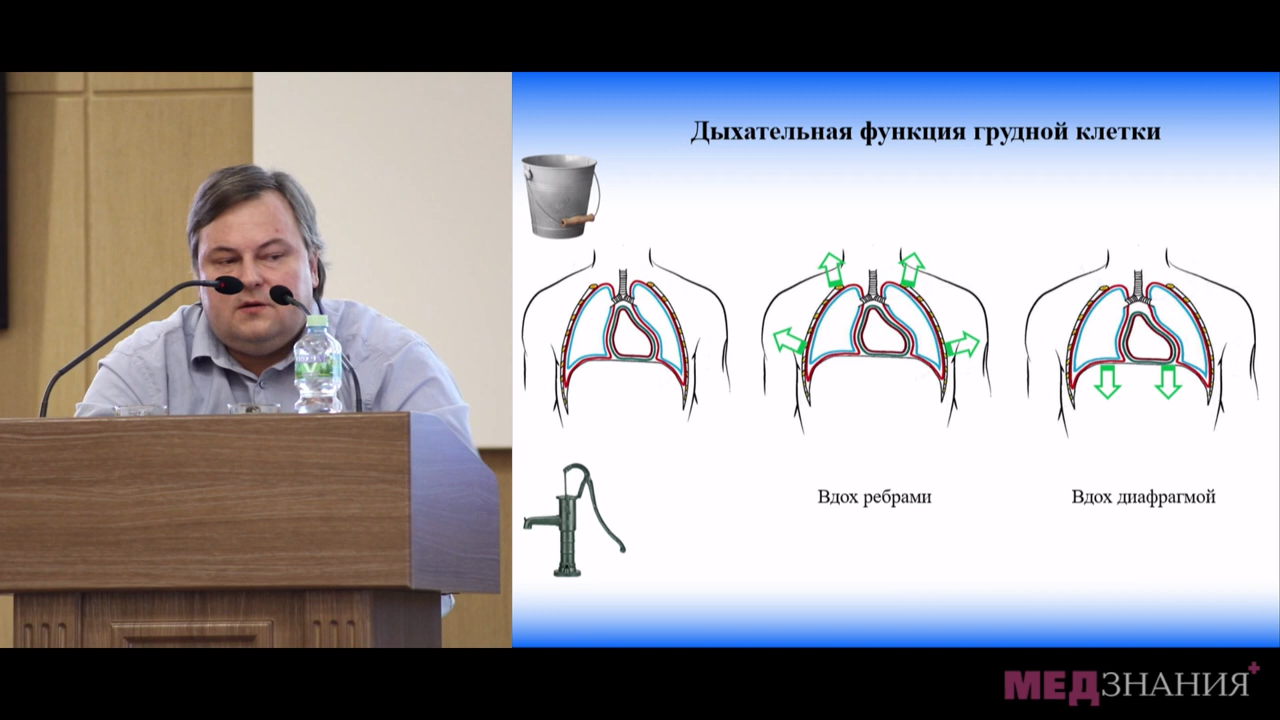 Дыхательная функция грудной клетки
Вдох ребрами
Вдох диафрагмой
МЕДЗНАНИЯ+